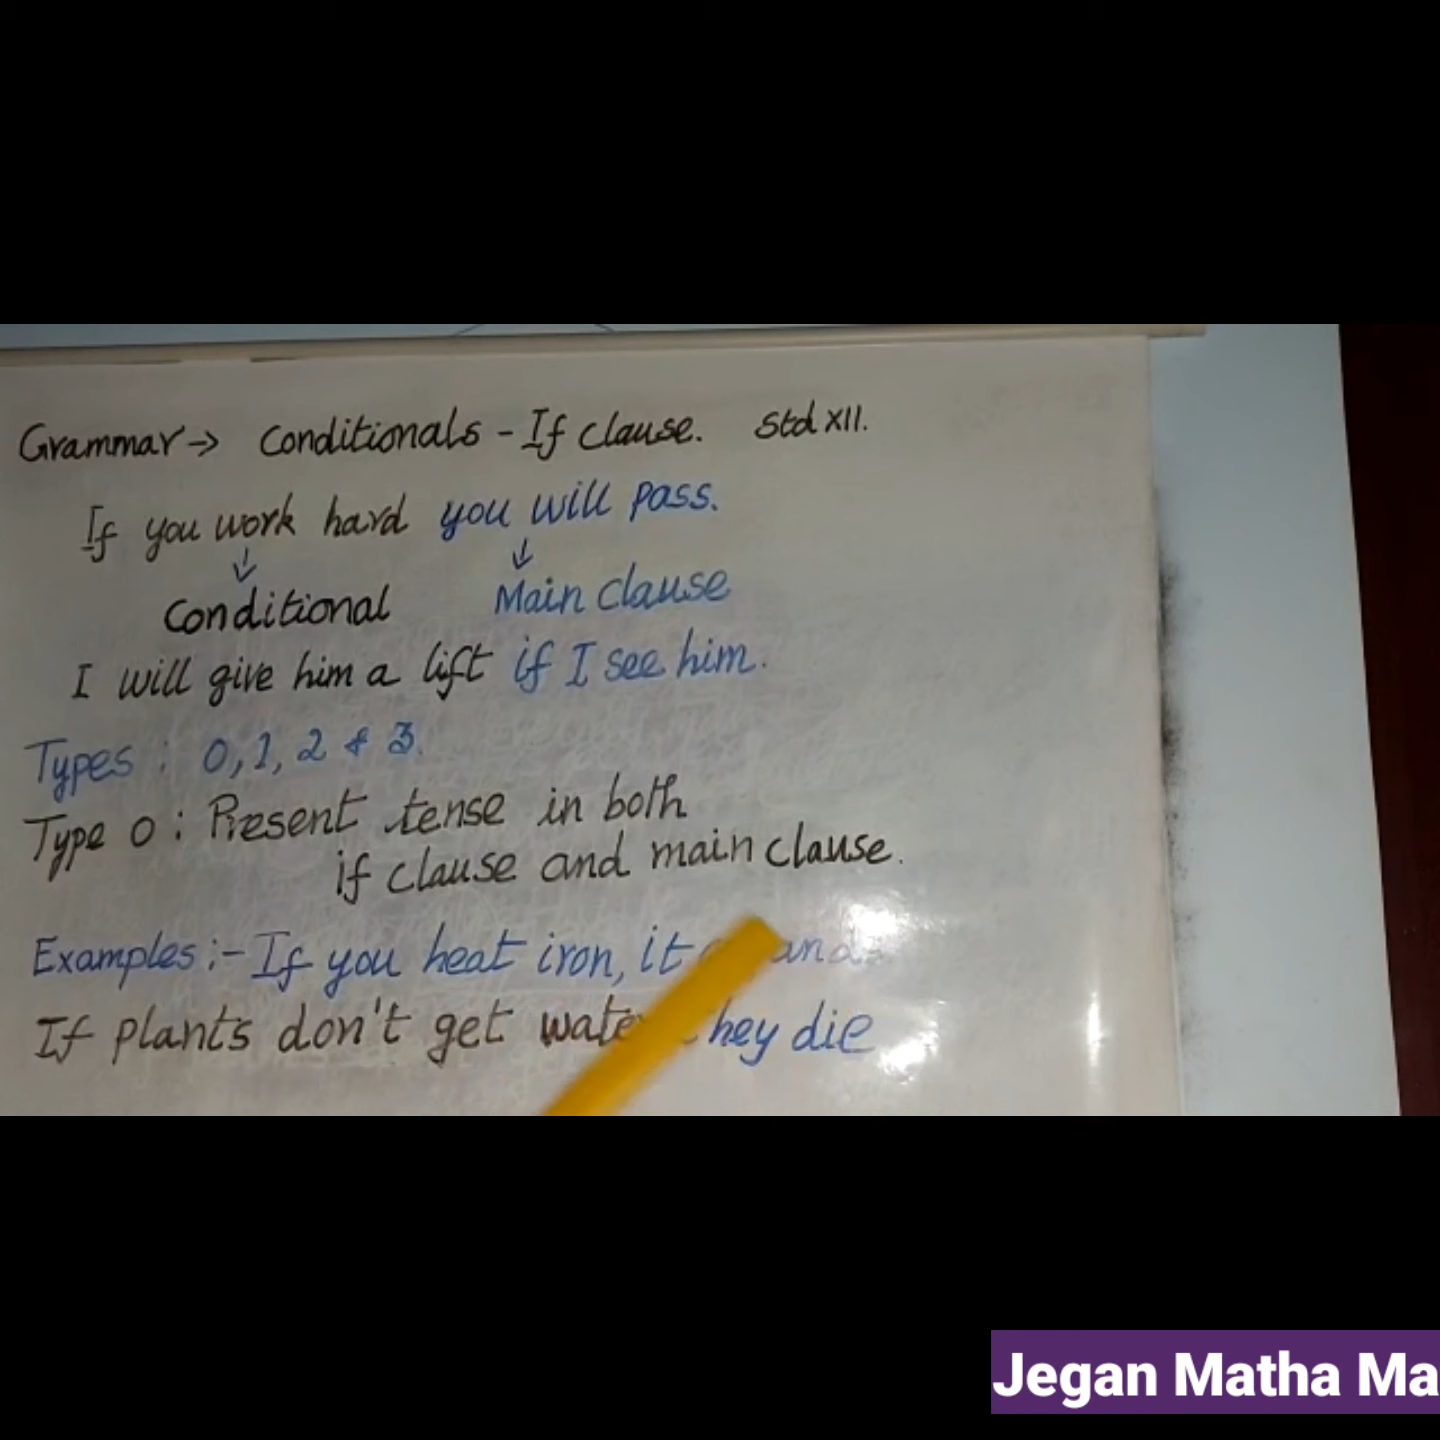 Grammar → Conditionals - If clause. Std XII.
If you work hard you will pass.
↓ ↓
Conditional Main clause
I will give him a lift if I see him.
Types : 0, 1, 2 & 3.
Type 0 : Present tense in both
if clause and main clause.
Examples :- If you heat iron, it
If plants don't get die
Jegan Matha Ma